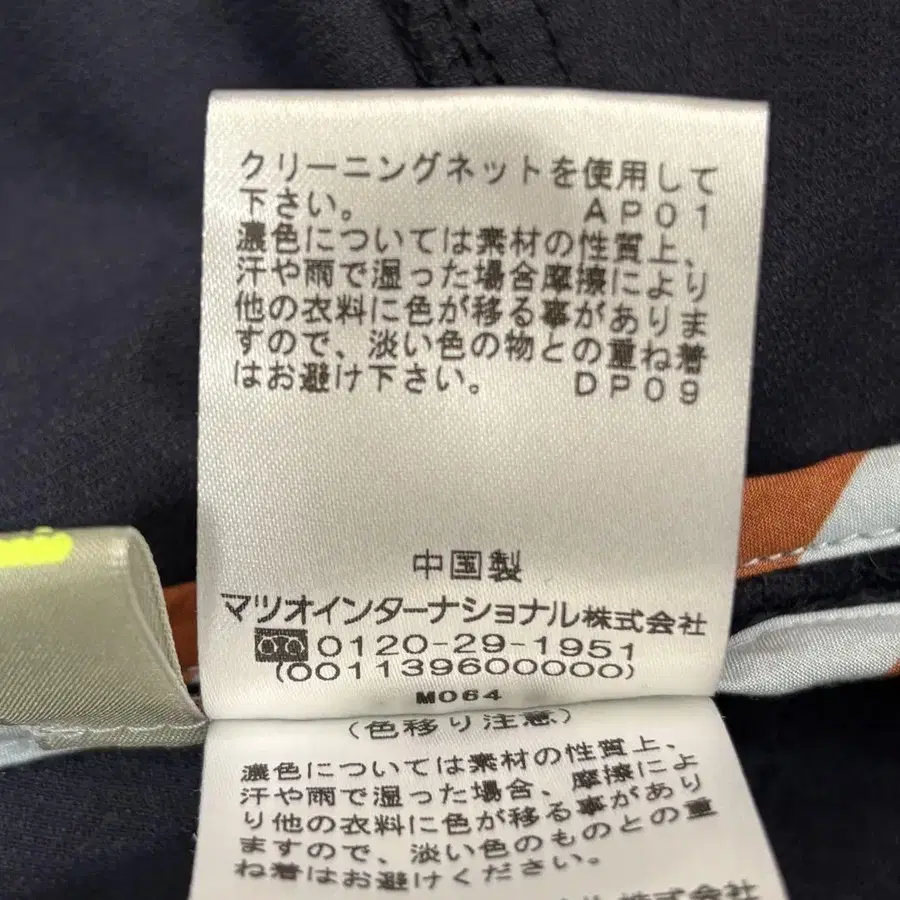 クリーニングネットを使用して
下さい。 AP01
濃色については素材の性質上、
汗や雨で湿った場合摩擦により
他の衣料に色が移る事がありま
すので、淡い色の物との重ね着
はお避け下さい。 DP09
中国製
マツオインターナショナル株式会社
0120-29-1951
(001139600000)
M064
(色移り注意)
濃色については素材の性質上、
汗や雨で湿った場合、摩擦によ
り他の衣料に色が移る事があり
ますので、淡い色のものとの重
ね着はお避けください。
ナル株式会社